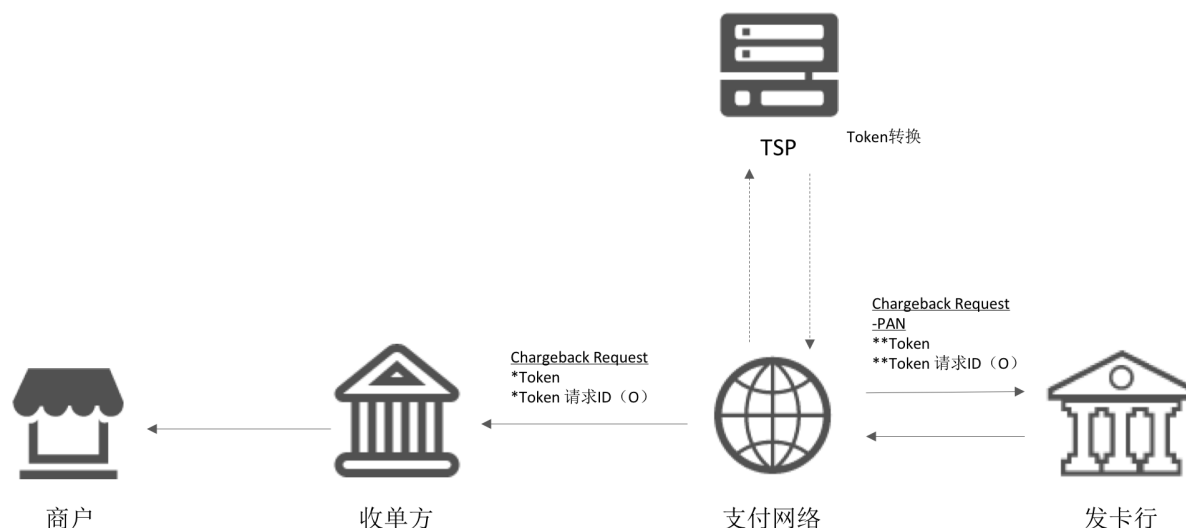 TSP
Token转换
Chargeback Request
-PAN
**Token
**Token 请求ID（O）
Chargeback Request
*Token
*Token 请求ID（O）
商户
收单方
支付网络
发卡行